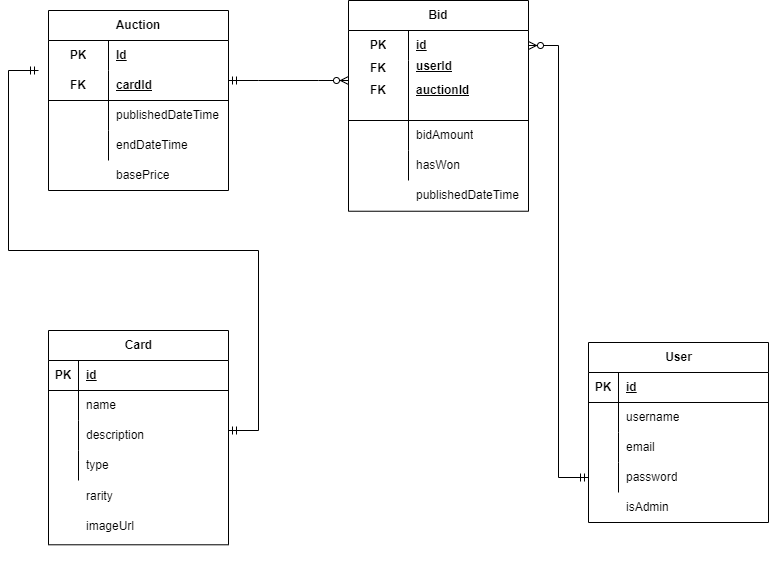 Auction
PK Id
FK cardId
publishedDateTime
endDateTime
basePrice
Bid
PK id
FK userId
FK auctionId
bidAmount
hasWon
publishedDateTime
Card
PK id
name
description
type
rarity
imageUrl
User
PK id
username
email
password
isAdmin